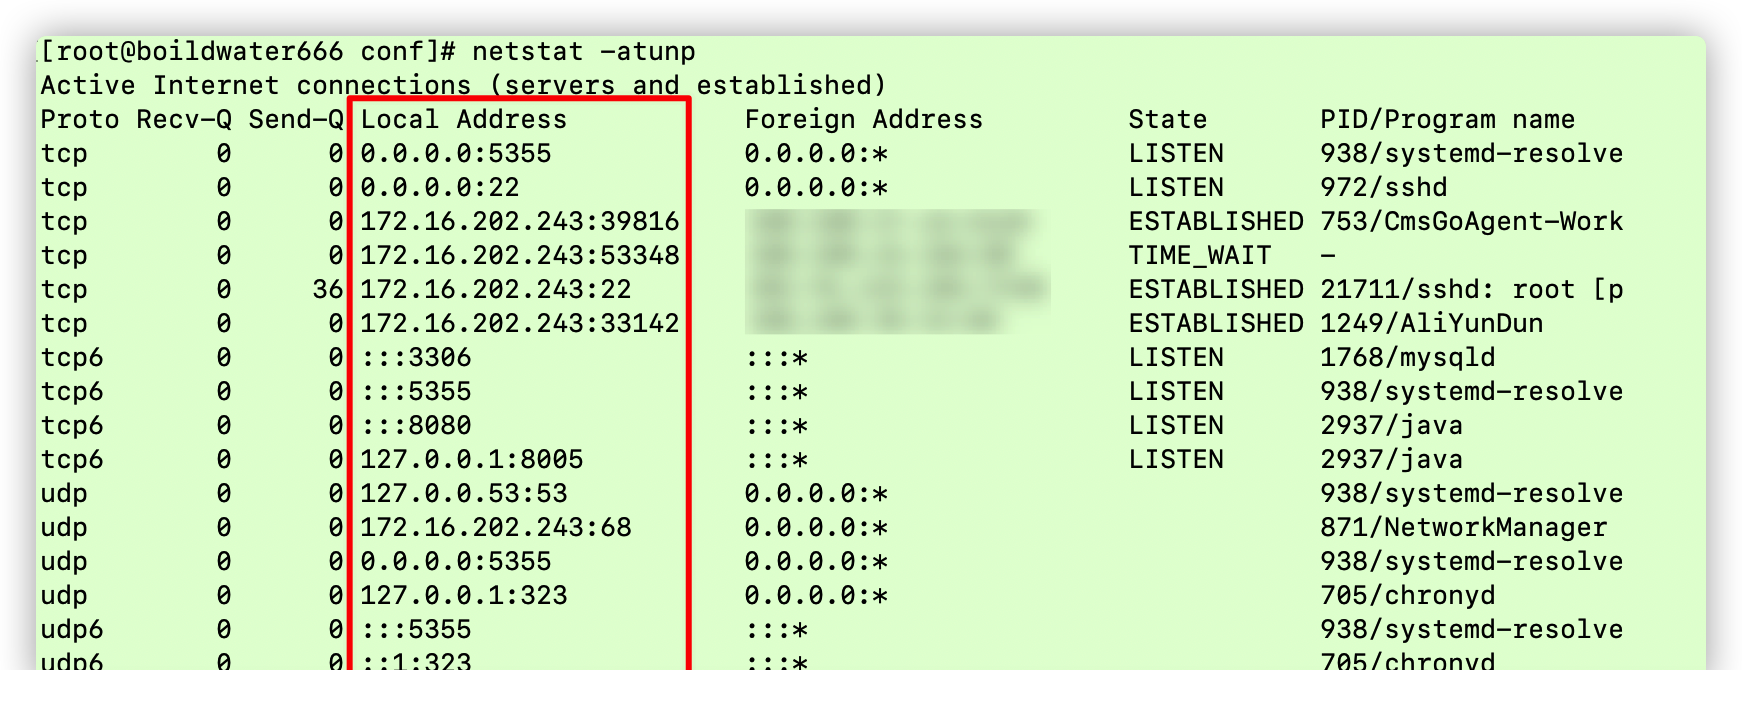 [root@boildwater666 conf]# netstat -atunp
Active Internet connections (servers and established)
Proto Recv-Q Send-Q Local Address           Foreign Address         State       PID/Program name
tcp        0      0 0.0.0.0:5355            0.0.0.0:*               LISTEN      938/systemd-resolve
tcp        0      0 0.0.0.0:22              0.0.0.0:*               LISTEN      972/sshd
tcp        0      0 172.16.202.243:39816                            ESTABLISHED 753/CmsGoAgent-Work
tcp        0      0 172.16.202.243:53348                            TIME_WAIT   -
tcp        0     36 172.16.202.243:22                               ESTABLISHED 21711/sshd: root [p
tcp        0      0 172.16.202.243:33142                            ESTABLISHED 1249/AliYunDun
tcp6       0      0 :::3306                 :::*                    LISTEN      1768/mysqld
tcp6       0      0 :::5355                 :::*                    LISTEN      938/systemd-resolve
tcp6       0      0 :::8080                 :::*                    LISTEN      2937/java
tcp6       0      0 127.0.0.1:8005          :::*                    LISTEN      2937/java
udp        0      0 127.0.0.53:53           0.0.0.0:*                           938/systemd-resolve
udp        0      0 172.16.202.243:68       0.0.0.0:*                           871/NetworkManager
udp        0      0 0.0.0.0:5355            0.0.0.0:*                           938/systemd-resolve
udp        0      0 127.0.0.1:323           0.0.0.0:*                           705/chronyd
udp6       0      0 :::5355                 :::*                                938/systemd-resolve
udp6       0      0 ::1:323                 :::*                                705/chronyd